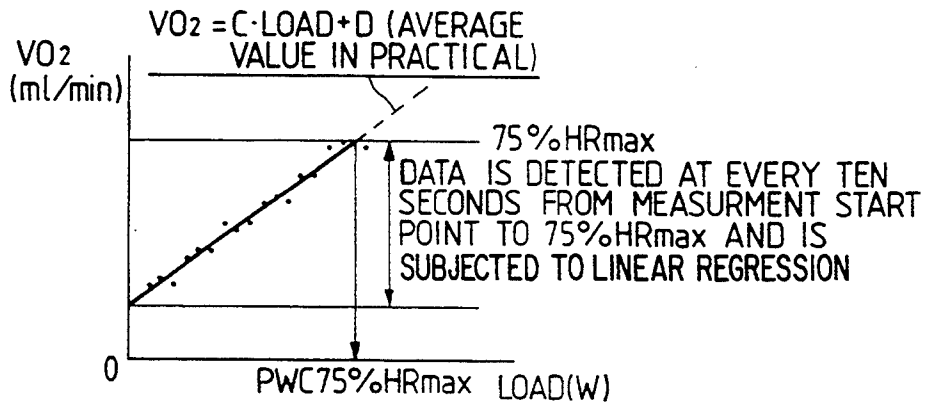 VO2 = C·LOAD+D (AVERAGE
VALUE IN PRACTICAL)
VO2
(ml/min)
75%HRmax
DATA IS DETECTED AT EVERY TEN
SECONDS FROM MEASURMENT START
POINT TO 75%HRmax AND IS
SUBJECTED TO LINEAR REGRESSION
0
PWC75%HRmax LOAD(W)